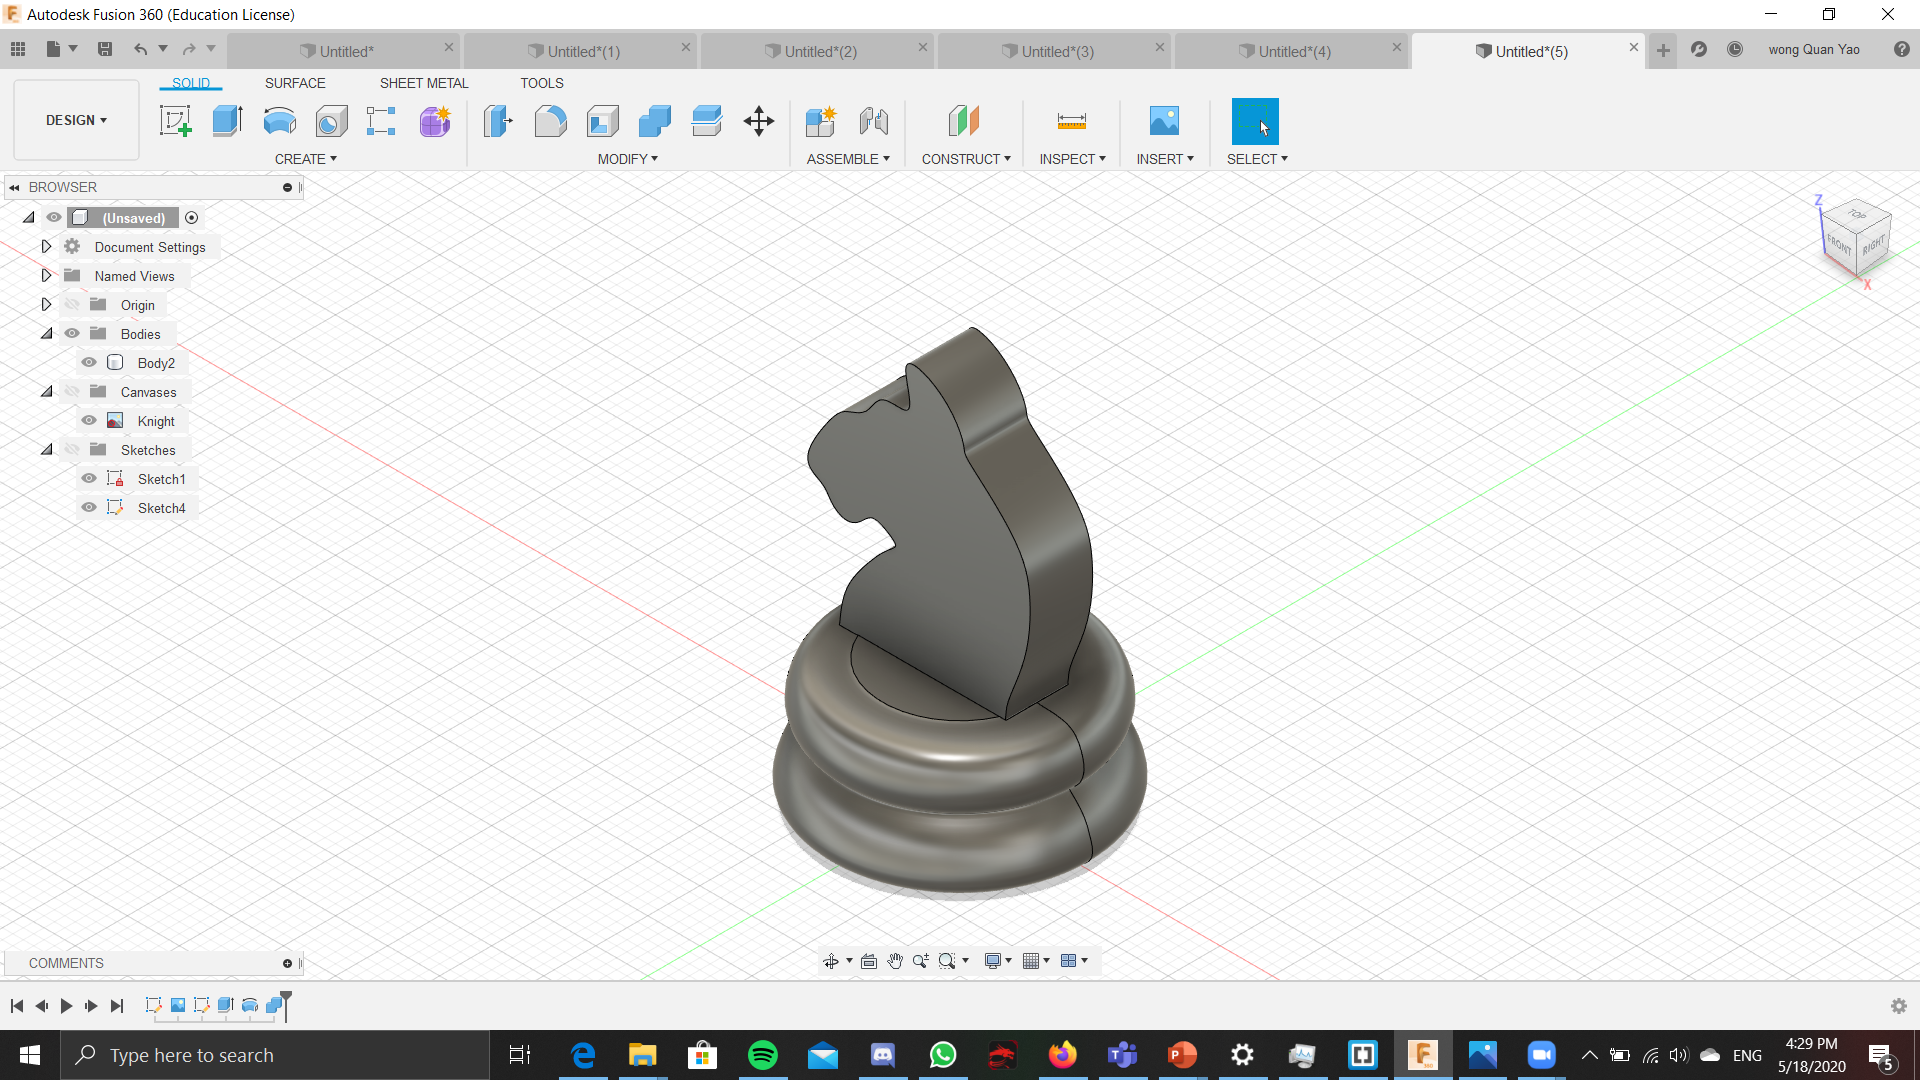 Autodesk Fusion 360 (Education License)
Untitled*
Untitled*(1)
Untitled*(2)
Untitled*(3)
Untitled*(4)
Untitled*(5)
wong Quan Yao
DESIGN
SOLID
SURFACE
SHEET METAL
TOOLS
CREATE
MODIFY
ASSEMBLE
CONSTRUCT
INSPECT
INSERT
SELECT
BROWSER
(Unsaved)
Document Settings
Named Views
Origin
Bodies
Body2
Canvases
Knight
Sketches
Sketch1
Sketch4
Z
TOP
FRONT
RIGHT
X
COMMENTS
Type here to search
ENG
4:29 PM
5/18/2020
5